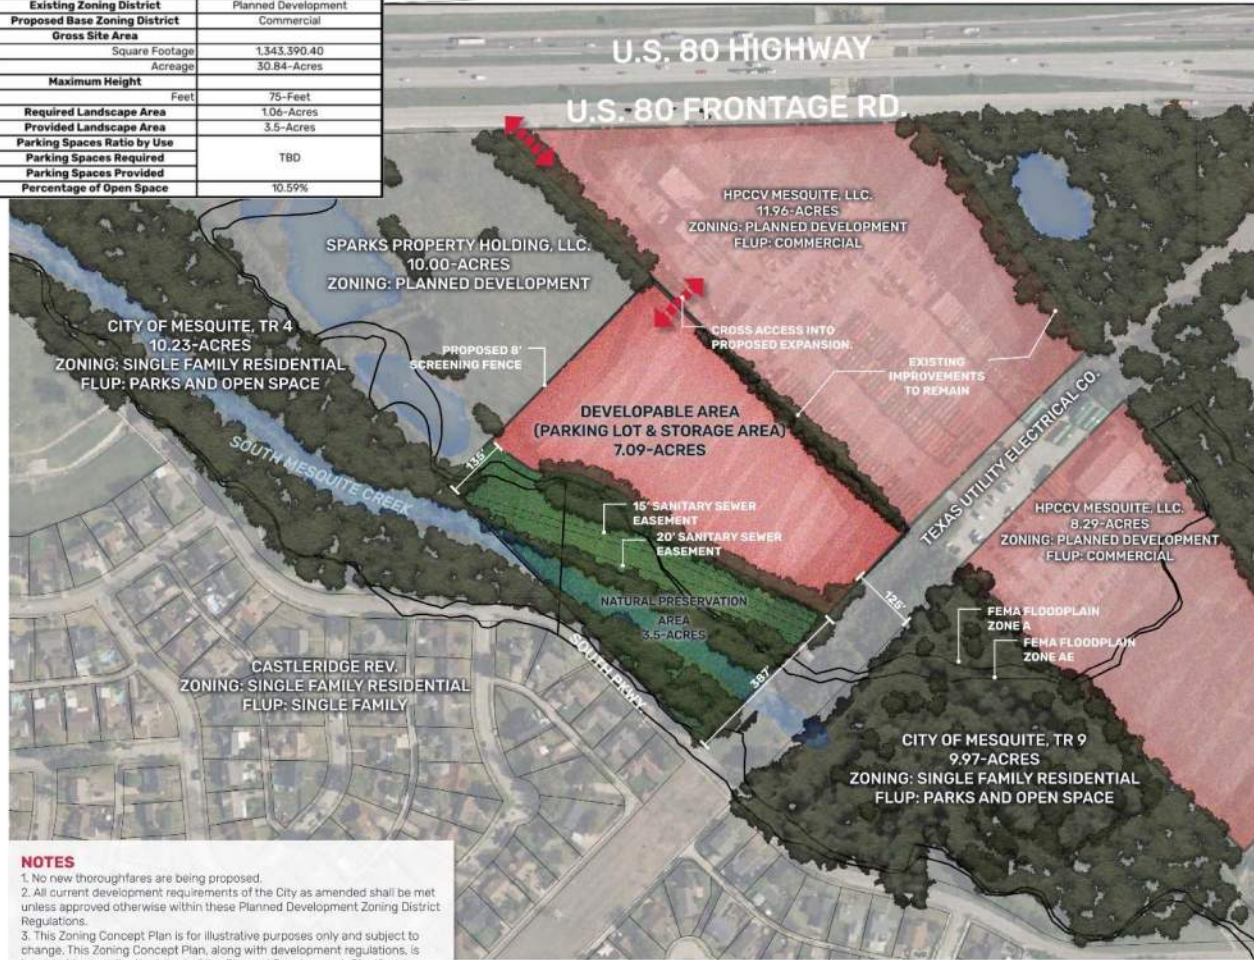 Existing Zoning District Planned Development
Proposed Base Zoning District Commercial
Gross Site Area
Square Footage 1,343,390.40
Acreage 30.84-Acres
Maximum Height
Feet 75-Feet
Required Landscape Area 1.06-Acres
Provided Landscape Area 3.5-Acres
Parking Spaces Ratio by Use
Parking Spaces Required TBD
Parking Spaces Provided
Percentage of Open Space 10.59%
U.S. 80 HIGHWAY
U.S. 80 FRONTAGE RD.
HPCCV MESQUITE, LLC.
11.96-ACRES
ZONING: PLANNED DEVELOPMENT
FLUP: COMMERCIAL
SPARKS PROPERTY HOLDING, LLC.
10.00-ACRES
ZONING: PLANNED DEVELOPMENT
CITY OF MESQUITE, TR 4
10.23-ACRES
ZONING: SINGLE FAMILY RESIDENTIAL
FLUP: PARKS AND OPEN SPACE
PROPOSED 8'
SCREENING FENCE
CROSS ACCESS INTO
PROPOSED EXPANSION.
EXISTING
IMPROVEMENTS
TO REMAIN
DEVELOPABLE AREA
(PARKING LOT & STORAGE AREA)
7.09-ACRES
TEXAS UTILITY ELECTRICAL CO.
SOUTH MESQUITE CREEK
135'
15' SANITARY SEWER
EASEMENT
20' SANITARY SEWER
EASEMENT
HPCCV MESQUITE, LLC.
8.29-ACRES
ZONING: PLANNED DEVELOPMENT
FLUP: COMMERCIAL
NATURAL PRESERVATION
AREA
3.5-ACRES
125'
FEMA FLOODPLAIN
ZONE A
FEMA FLOODPLAIN
ZONE AE
387'
SOUTH PKWY.
CASTLERIDGE REV.
ZONING: SINGLE FAMILY RESIDENTIAL
FLUP: SINGLE FAMILY
CITY OF MESQUITE, TR 9
9.97-ACRES
ZONING: SINGLE FAMILY RESIDENTIAL
FLUP: PARKS AND OPEN SPACE
NOTES
1. No new thoroughfares are being proposed.
2. All current development requirements of the City as amended shall be met
unless approved otherwise within these Planned Development Zoning District
Regulations.
3. This Zoning Concept Plan is for illustrative purposes only and subject to
change. This Zoning Concept Plan, along with development regulations, is